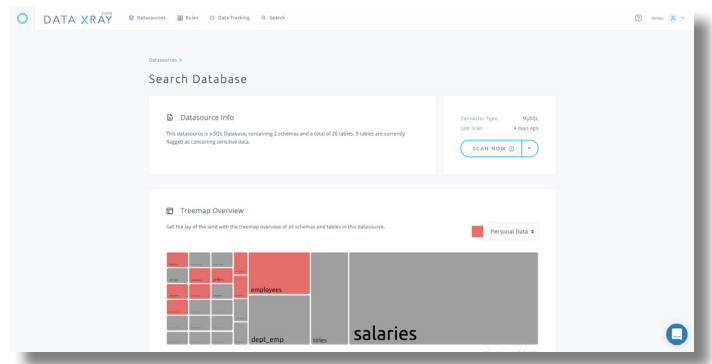 DATA XRAY
Datasources
Rules
Data Tracking
Search
demo
Datasources >
Search Database
Datasource Info
This datasource is a SQL Database, containing 2 schemas and a total of 26 tables. 9 tables are currently
flagged as containing sensitive data.
Connector Type: MySQL
Last Scan: 4 days ago
SCAN NOW
Treemap Overview
Get the lay of the land with the treemap overview of all schemas and tables in this datasource.
Personal Data
employees
dept_emp
titles
salaries